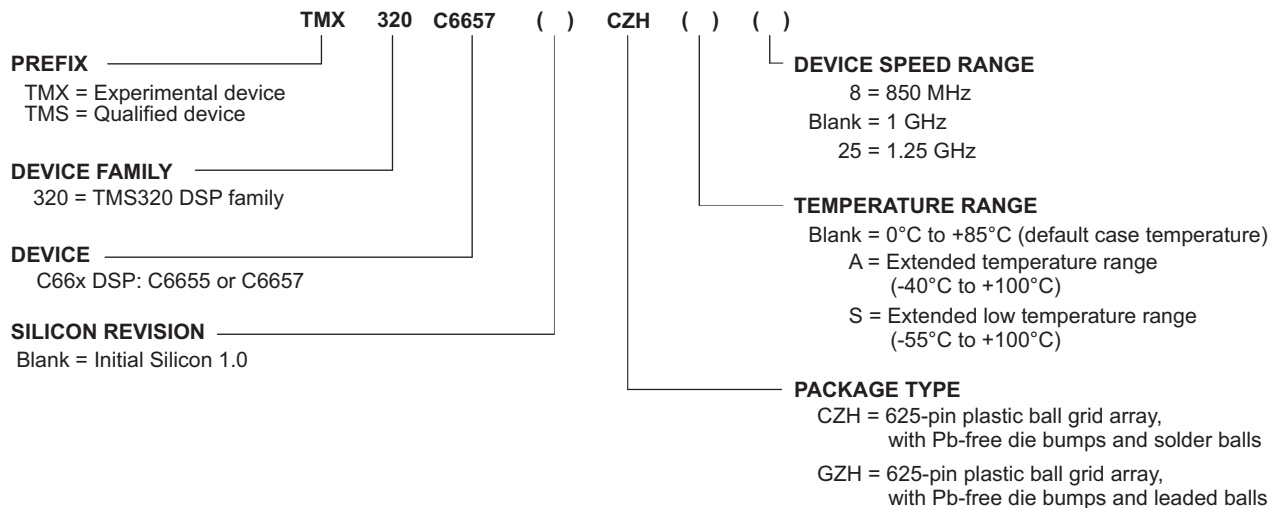 TMX 320 C6657 ( ) CZH ( ) ( )
PREFIX
TMX = Experimental device
TMS = Qualified device
DEVICE FAMILY
320 = TMS320 DSP family
DEVICE
C66x DSP: C6655 or C6657
SILICON REVISION
Blank = Initial Silicon 1.0
DEVICE SPEED RANGE
8 = 850 MHz
Blank = 1 GHz
25 = 1.25 GHz
TEMPERATURE RANGE
Blank = 0°C to +85°C (default case temperature)
A = Extended temperature range
(-40°C to +100°C)
S = Extended low temperature range
(-55°C to +100°C)
PACKAGE TYPE
CZH = 625-pin plastic ball grid array,
with Pb-free die bumps and solder balls
GZH = 625-pin plastic ball grid array,
with Pb-free die bumps and leaded balls